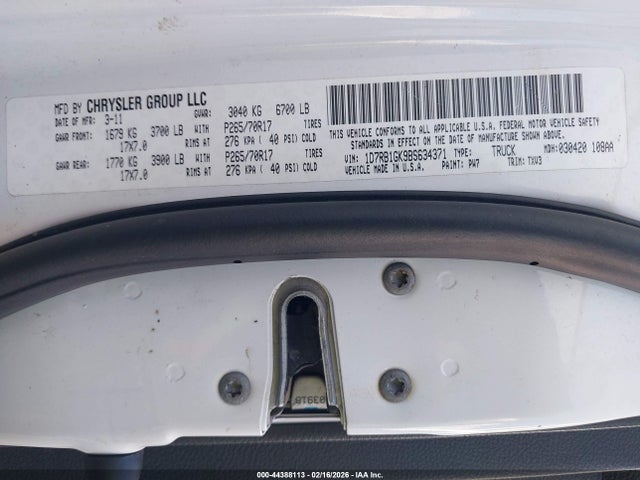 MFD BY CHRYSLER GROUP LLC
DATE OF MFR 3-11 GVWR: 3040 KG 6700 LB
GAWR FRONT: 1679 KG 3700 LB WITH P265/70R17 TIRES
17X7.0 RIMS AT 276 KPA ( 40 PSI) COLD
GAWR REAR: 1770 KG 3900 LB WITH P265/70R17 TIRES
17X7.0 RIMS AT 276 KPA ( 40 PSI) COLD
THIS VEHICLE CONFORMS TO ALL APPLICABLE U.S.A. FEDERAL MOTOR VEHICLE SAFETY
STANDARDS IN EFFECT ON THE DATE OF MANUFACTURE SHOWN ABOVE.
VIN: 1D7RB1GK9BS634371 TYPE: TRUCK MDH: 030420 108AA
VEHICLE MADE IN U.S.A. PAINT: PW7 TRIM: TXV3
03918
000-44388113 - 02/16/2026 - IAA Inc.